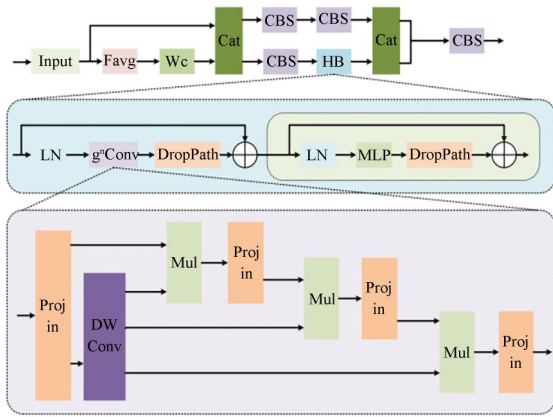 Input
Favg
Wc
Cat
CBS
CBS
CBS
HB
Cat
CBS
LN
gⁿConv
DropPath
LN
MLP
DropPath
Proj
in
DW
Conv
Mul
Proj
in
Mul
Proj
in
Mul
Proj
in